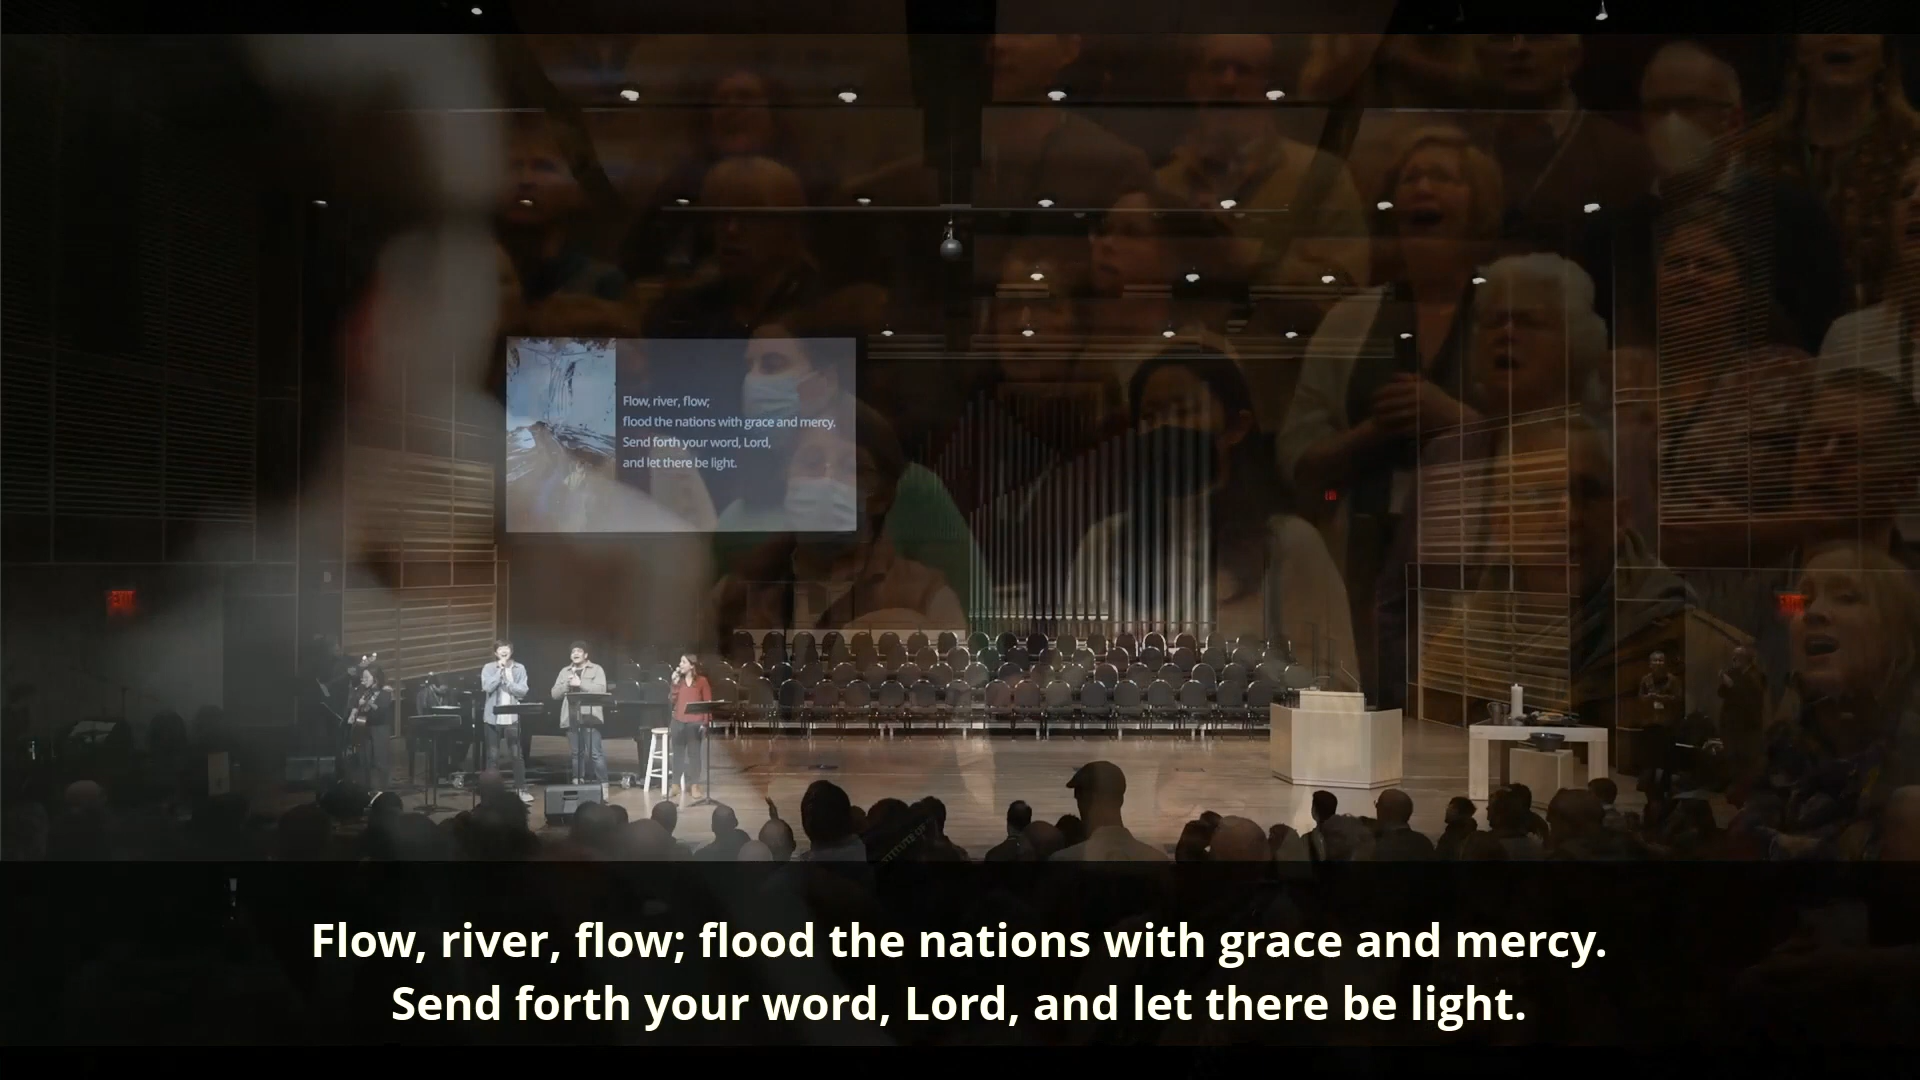 EXIT
Flow, river, flow;
flood the nations with grace and mercy.
Send forth your word, Lord,
and let there be light.
Flow, river, flow; flood the nations with grace and mercy.
Send forth your word, Lord, and let there be light.